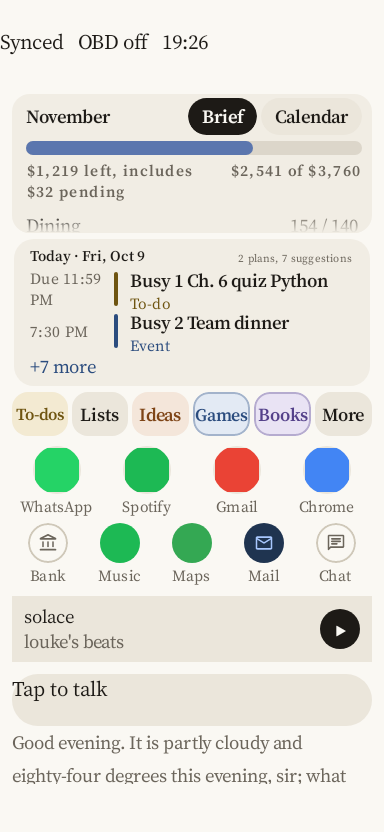 Synced OBD off 19:26
November Brief Calendar
$1,219 left, includes $2,541 of $3,760
$32 pending
Dining 154 / 140
Today · Fri, Oct 9 2 plans, 7 suggestions
Due 11:59 PM Busy 1 Ch. 6 quiz Python
To-do
7:30 PM Busy 2 Team dinner
Event
+7 more
To-dos Lists Ideas Games Books More
WhatsApp Spotify Gmail Chrome
Bank Music Maps Mail Chat
solace
louke's beats
Tap to talk
Good evening. It is partly cloudy and
eighty-four degrees this evening, sir; what